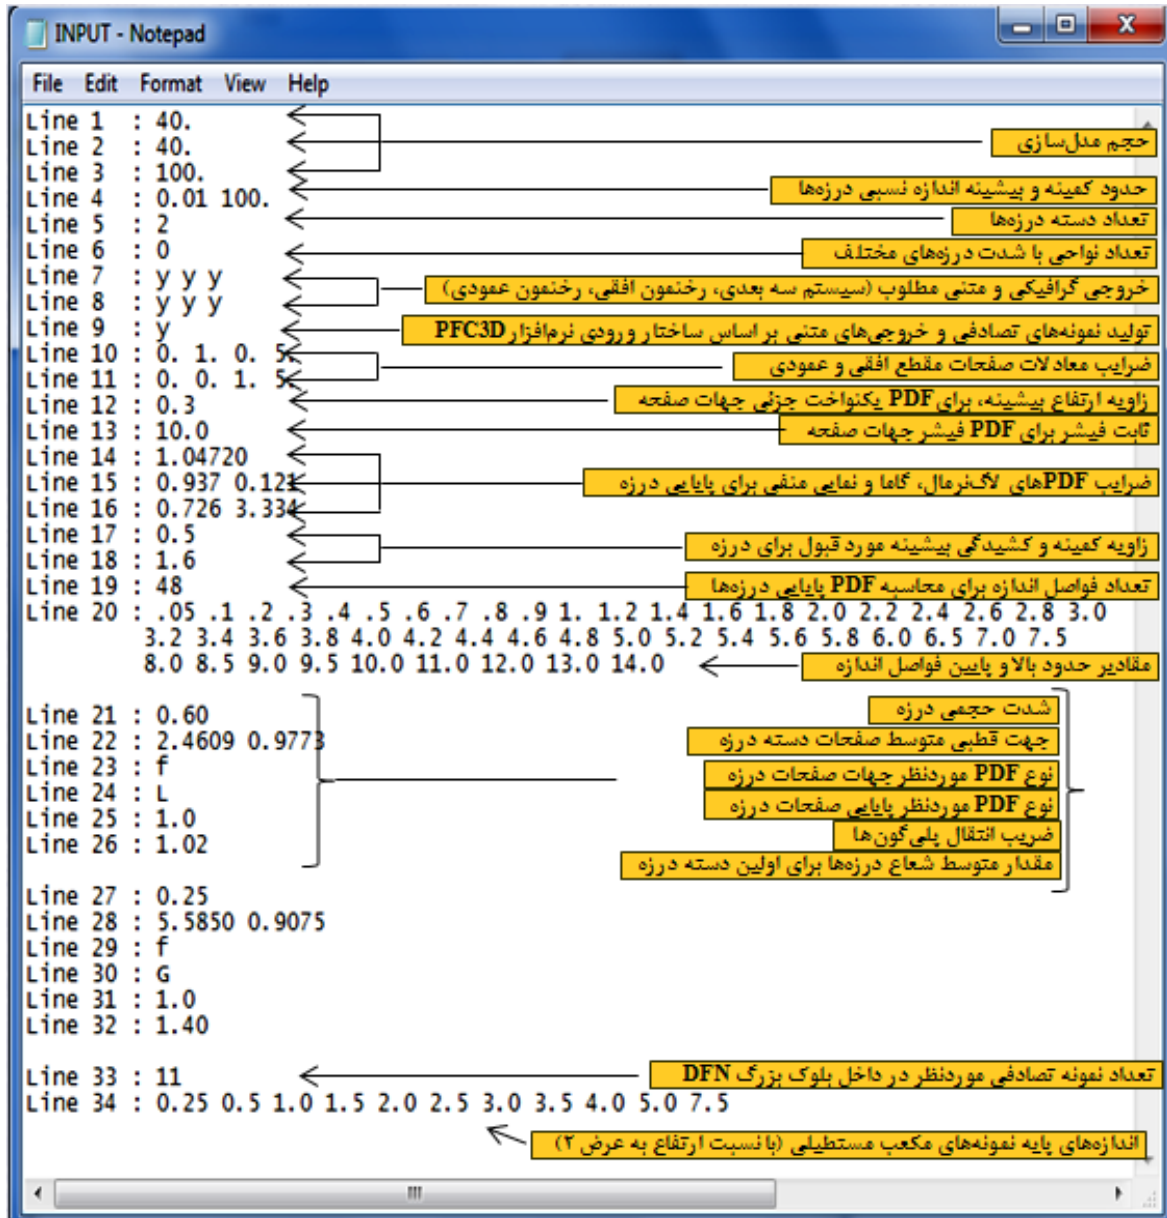 INPUT - Notepad
File Edit Format View Help
Line 1 : 40.
Line 2 : 40.
حجم مدل‌سازی
Line 3 : 100.
Line 4 : 0.01 100.
حدود کمینه و بیشینه اندازه نسبی درزه‌ها
Line 5 : 2
تعداد دسته درزه‌ها
Line 6 : 0
تعداد نواحی با شدت درزه‌های مختلف
Line 7 : y y y
Line 8 : y y y
خروجی گرافیکی و متنی مطلوب (سیستم سه بعدی، رخنمون افقی، رخنمون عمودی)
Line 9 : y
تولید نمونه‌های تصادفی و خروجی‌های متنی بر اساس ساختار ورودی نرم‌افزار PFC3D
Line 10 : 0. 1. 0. 5.
Line 11 : 0. 0. 1. 5.
ضرایب معادلات صفحات مقطع افقی و عمودی
Line 12 : 0.3
زاویه ارتفاع بیشینه، برای PDF یکنواخت جزئی جهات صفحه
Line 13 : 10.0
ثابت فیشر برای PDF فیشر جهات صفحه
Line 14 : 1.04720
Line 15 : 0.937 0.121
ضرایب PDFهای لاگ‌نرمال، گاما و نمایی منفی برای پایایی درزه
Line 16 : 0.726 3.334
Line 17 : 0.5
Line 18 : 1.6
زاویه کمینه و کشیدگی بیشینه مورد قبول برای درزه
Line 19 : 48
تعداد فواصل اندازه برای محاسبه PDF پایایی درزه‌ها
Line 20 : .05 .1 .2 .3 .4 .5 .6 .7 .8 .9 1. 1.2 1.4 1.6 1.8 2.0 2.2 2.4 2.6 2.8 3.0
3.2 3.4 3.6 3.8 4.0 4.2 4.4 4.6 4.8 5.0 5.2 5.4 5.6 5.8 6.0 6.5 7.0 7.5
8.0 8.5 9.0 9.5 10.0 11.0 12.0 13.0 14.0
مقادیر حدود بالا و پایین فواصل اندازه
Line 21 : 0.60
شدت حجمی درزه
Line 22 : 2.4609 0.9773
جهت قطبی متوسط صفحات دسته درزه
Line 23 : f
نوع PDF موردنظر جهات صفحات درزه
Line 24 : L
نوع PDF موردنظر پایایی صفحات درزه
Line 25 : 1.0
ضریب انتقال پلی‌گون‌ها
Line 26 : 1.02
مقدار متوسط شعاع درزه‌ها برای اولین دسته درزه
Line 27 : 0.25
Line 28 : 5.5850 0.9075
Line 29 : f
Line 30 : G
Line 31 : 1.0
Line 32 : 1.40
Line 33 : 11
تعداد نمونه تصادفی موردنظر در داخل بلوک بزرگ DFN
Line 34 : 0.25 0.5 1.0 1.5 2.0 2.5 3.0 3.5 4.0 5.0 7.5
اندازه‌های پایه نمونه‌های مکعب مستطیلی (با نسبت ارتفاع به عرض ۲)